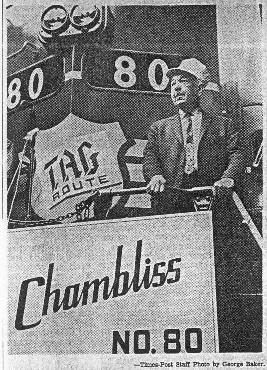 80
80
TAG
ROUTE
Chambliss
NO. 80
—Times-Post Staff Photo by George Baker.